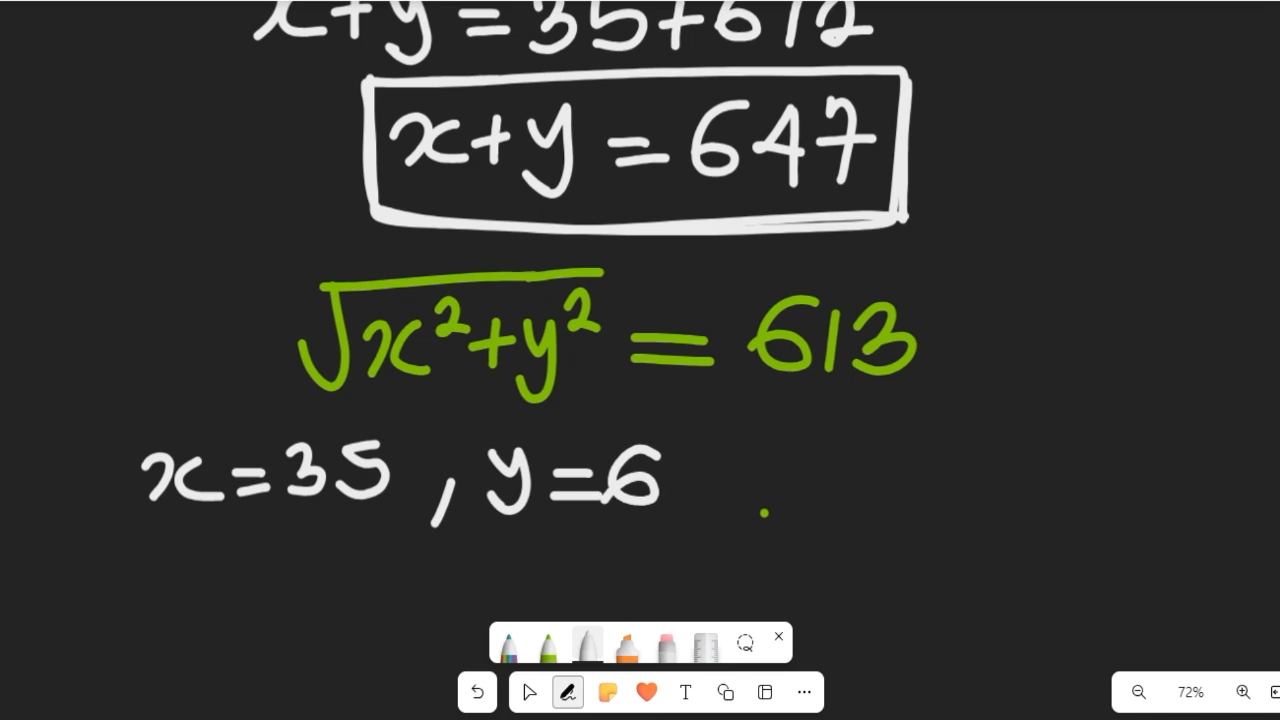 x+y = 35+612
x+y = 647
√x²+y² = 613
x=35 , y=6
T
72%